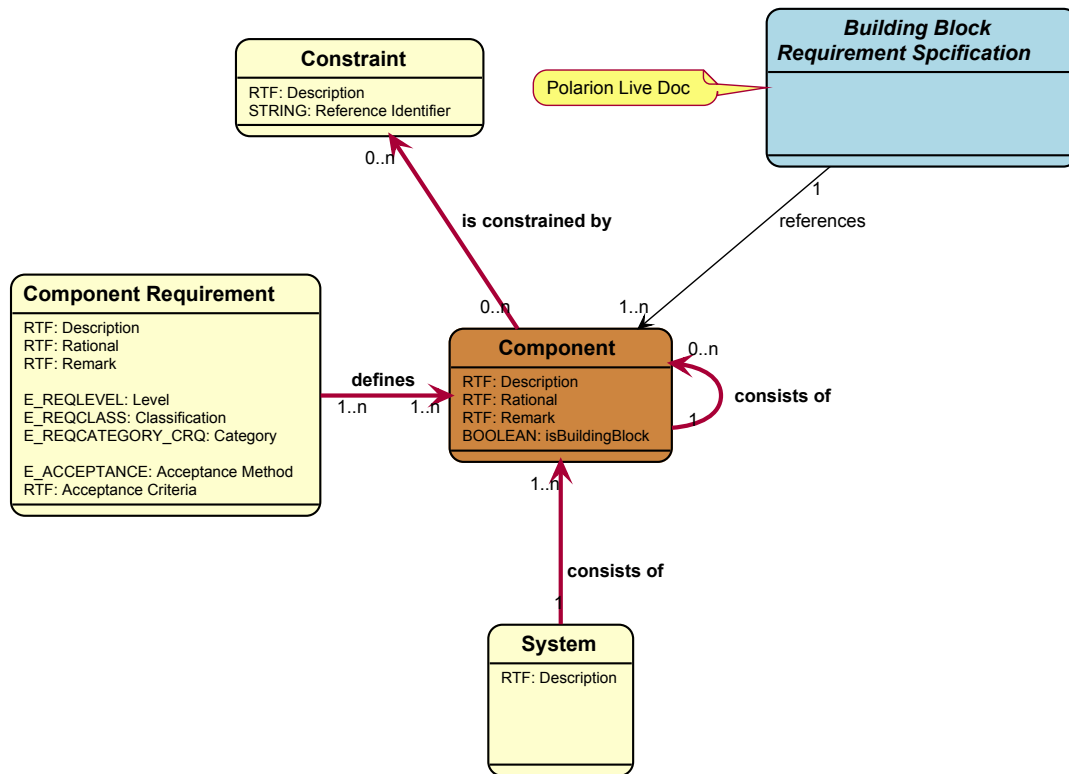 Building Block
Requirement Spcification
Constraint
RTF: Description
STRING: Reference Identifier
Polarion Live Doc
0..n
1
is constrained by
references
Component Requirement
RTF: Description
RTF: Rational
RTF: Remark
E_REQLEVEL: Level
E_REQCLASS: Classification
E_REQCATEGORY_CRQ: Category
E_ACCEPTANCE: Acceptance Method
RTF: Acceptance Criteria
defines
1..n
1..n
0..n
1..n
Component
RTF: Description
RTF: Rational
RTF: Remark
BOOLEAN: isBuildingBlock
0..n
consists of
1
1..n
consists of
1
System
RTF: Description